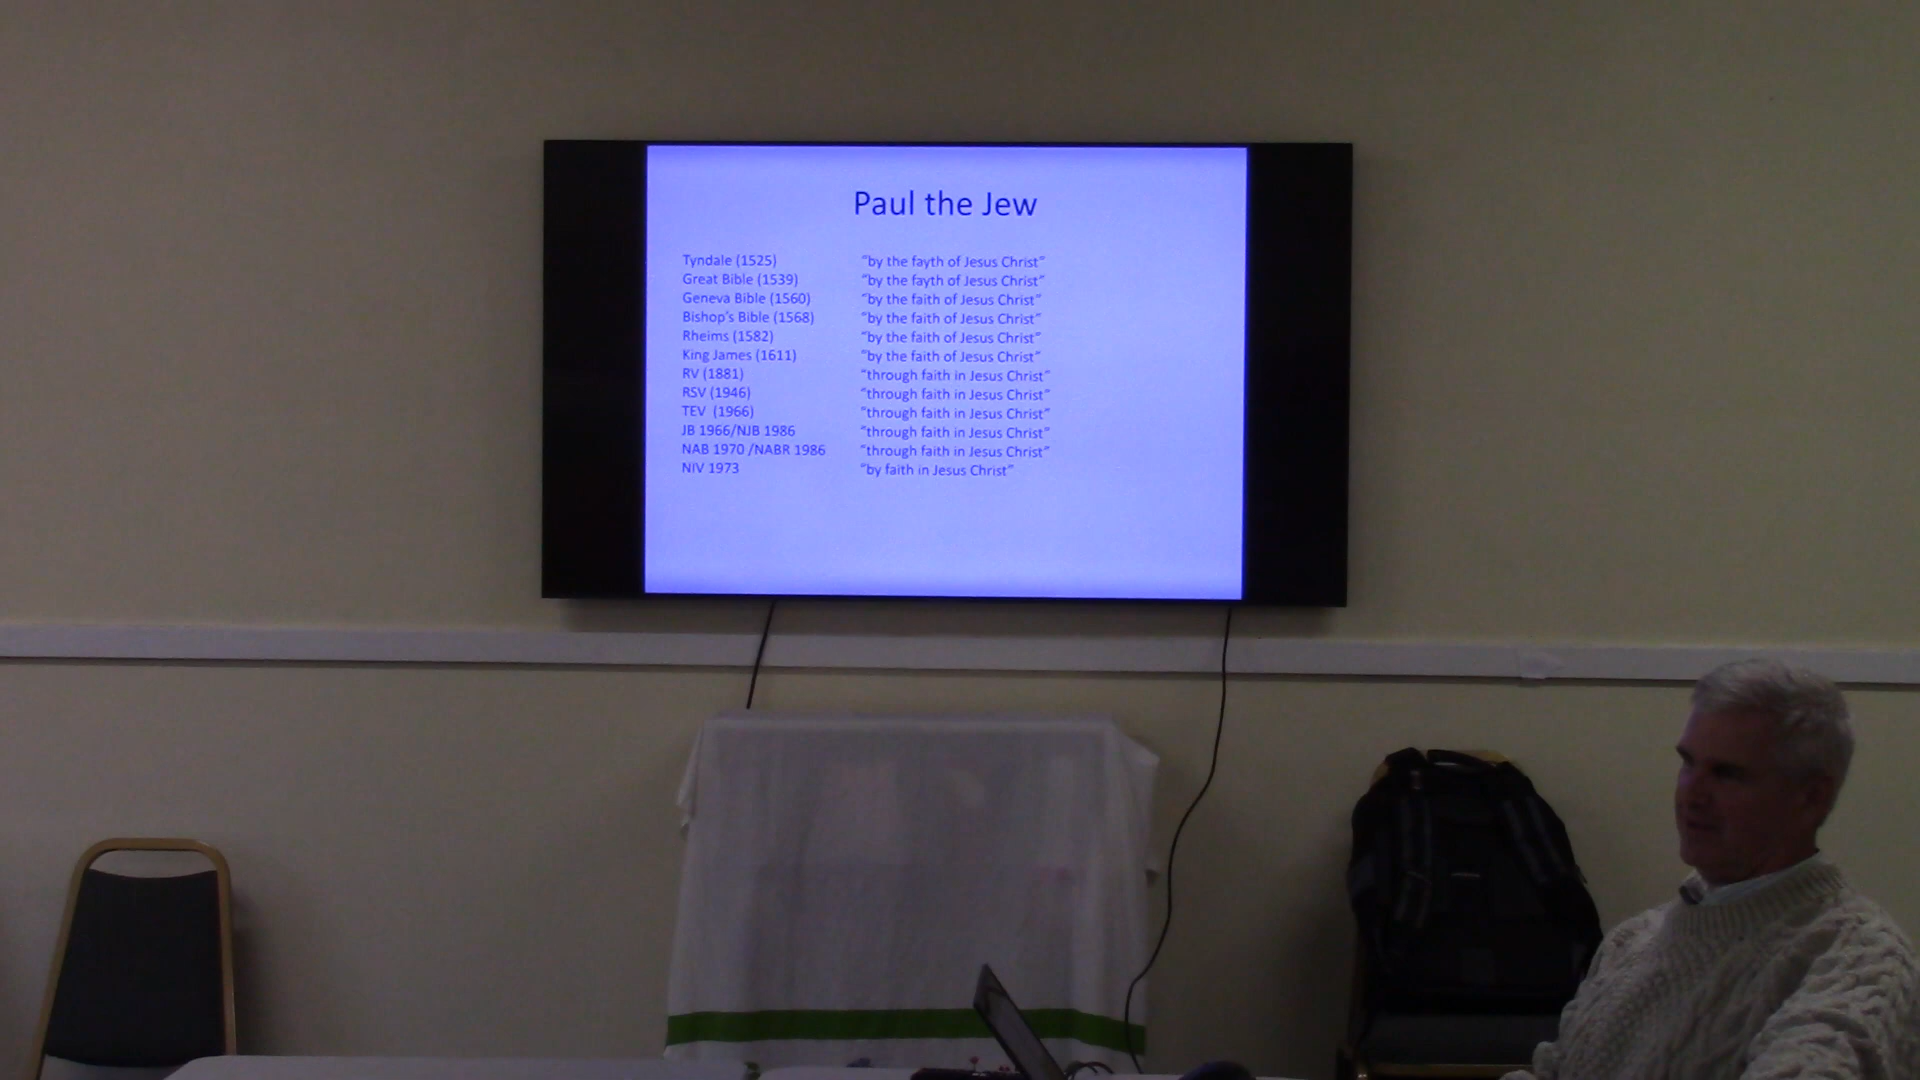 Paul the Jew
Tyndale (1525) "by the fayth of Jesus Christ"
Great Bible (1539) "by the fayth of Jesus Christ"
Geneva Bible (1560) "by the faith of Jesus Christ"
Bishop's Bible (1568) "by the faith of Jesus Christ"
Rheims (1582) "by the faith of Jesus Christ"
King James (1611) "by the faith of Jesus Christ"
RV (1881) "through faith in Jesus Christ"
RSV (1946) "through faith in Jesus Christ"
TEV (1966) "through faith in Jesus Christ"
JB 1966/NJB 1986 "through faith in Jesus Christ"
NAB 1970 /NABR 1986 "through faith in Jesus Christ"
NIV 1973 "by faith in Jesus Christ"